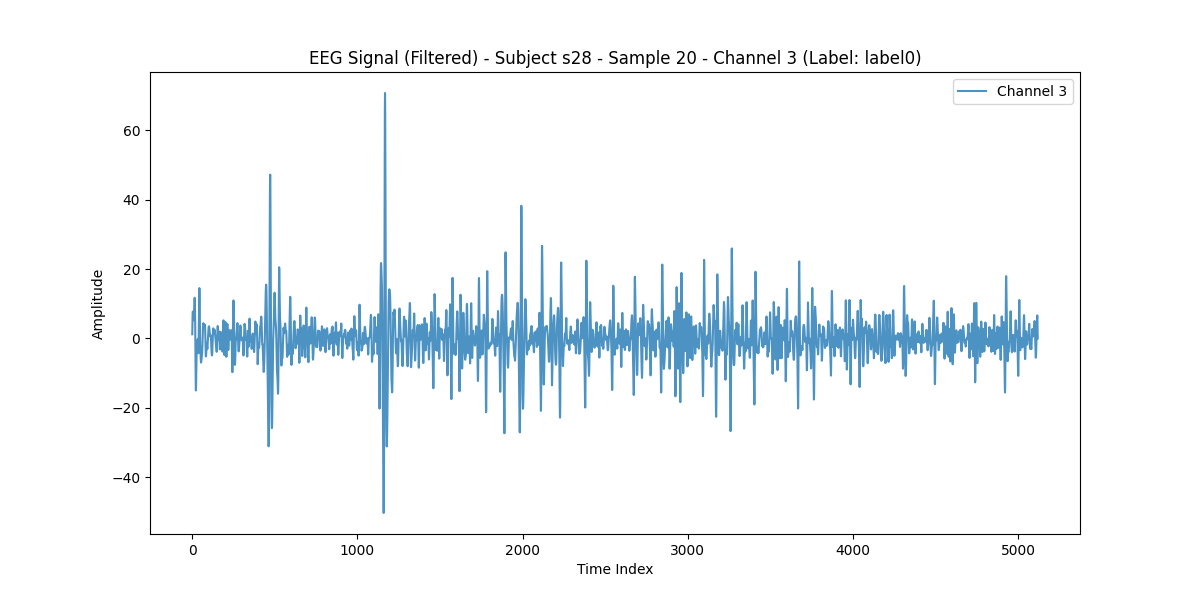 EEG Signal (Filtered) - Subject s28 - Sample 20 - Channel 3 (Label: label0)
Channel 3
60
40
20
0
−20
−40
Amplitude
0 1000 2000 3000 4000 5000
Time Index